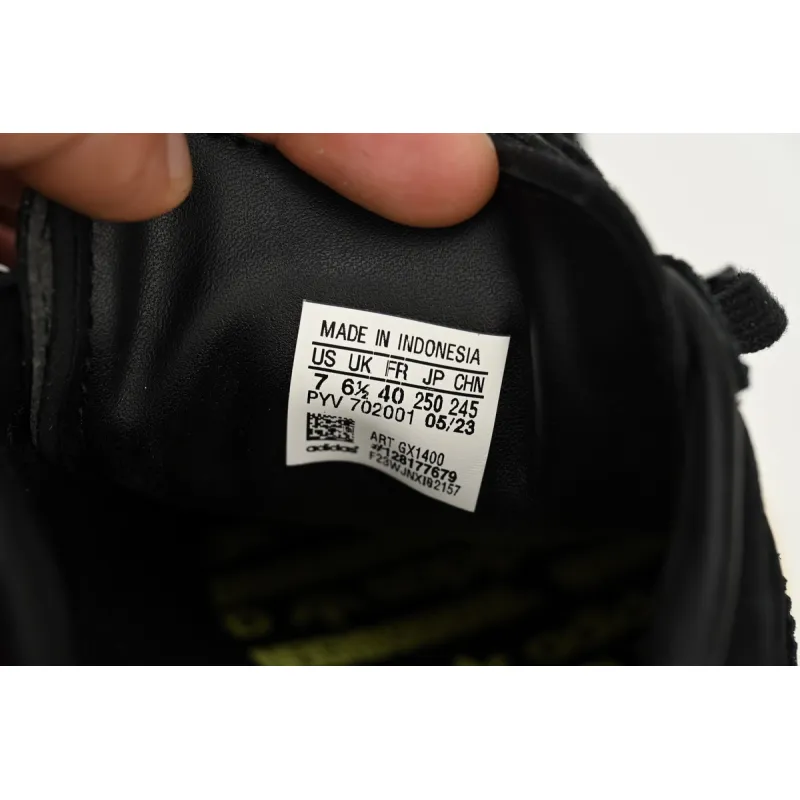 MADE IN INDONESIA
US UK FR JP CHN
7 6½ 40 250 245
PYV 702001 05/23
ART GX1400
adidas #128177679
F23WJNXI82157